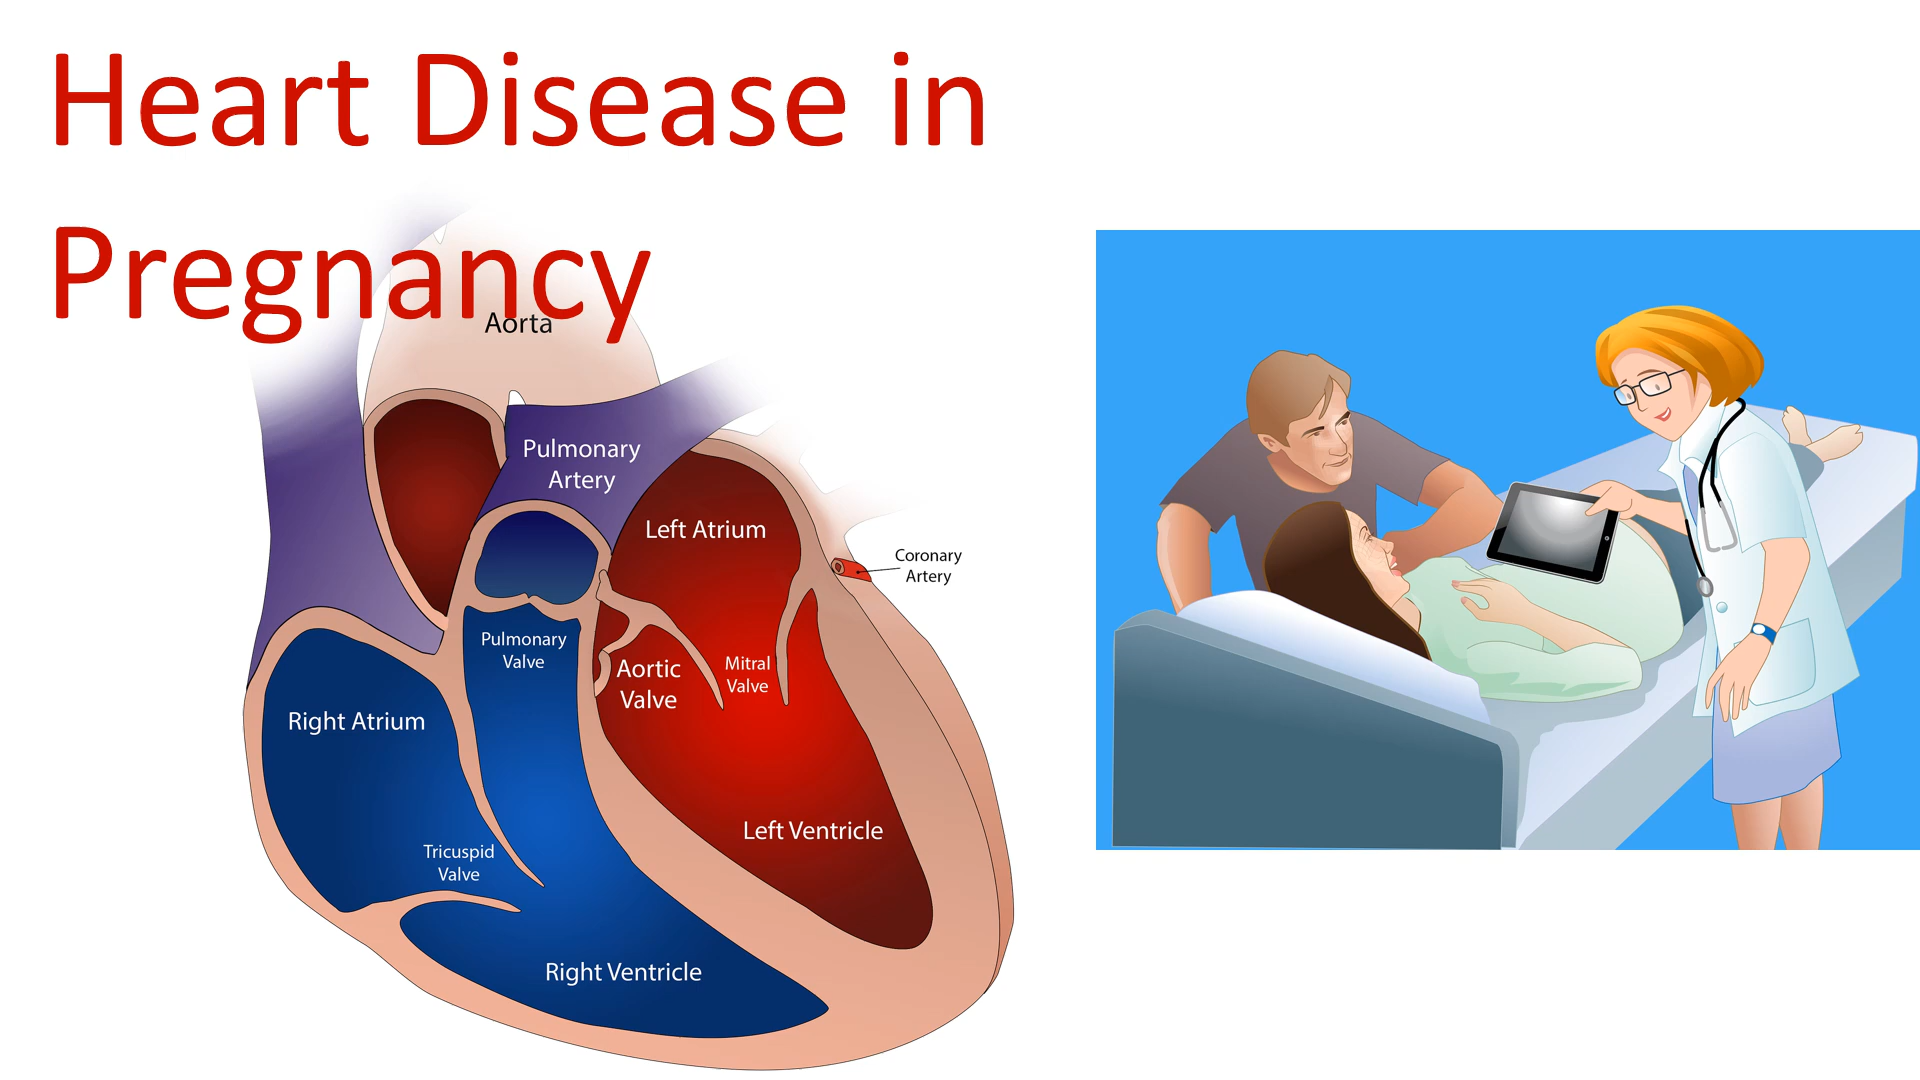 Heart Disease in
Pregnancy
Aorta
Pulmonary
Artery
Left Atrium
Coronary
Artery
Pulmonary
Valve
Aortic
Valve
Mitral
Valve
Right Atrium
Left Ventricle
Tricuspid
Valve
Right Ventricle